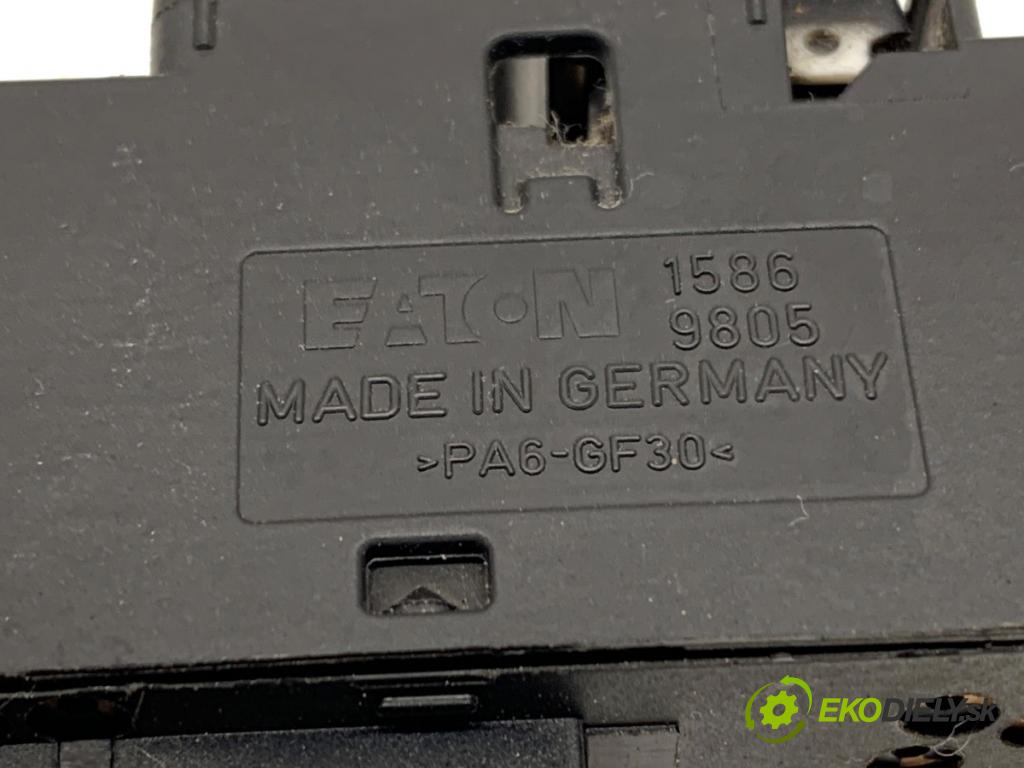 EATON 1586
9805
MADE IN GERMANY
>PA6-GF30<
EKODIELY.SK